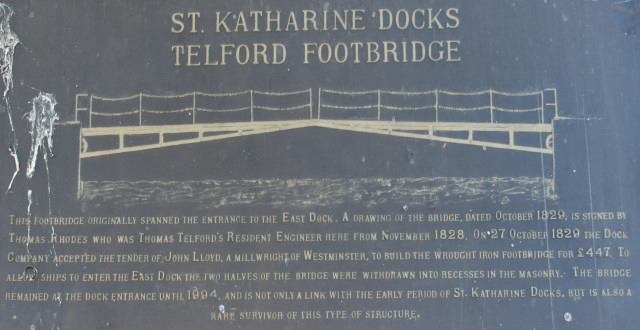 ST. KATHARINE DOCKS
TELFORD FOOTBRIDGE
THIS FOOTBRIDGE ORIGINALLY SPANNED THE ENTRANCE TO THE EAST DOCK. A DRAWING OF THE BRIDGE, DATED OCTOBER 1829, IS SIGNED BY
THOMAS RHODES WHO WAS THOMAS TELFORD'S RESIDENT ENGINEER HERE FROM NOVEMBER 1828. ON 27 OCTOBER 1829 THE DOCK
COMPANY ACCEPTED THE TENDER OF JOHN LLOYD, A MILLWRIGHT OF WESTMINSTER, TO BUILD THE WROUGHT IRON FOOTBRIDGE FOR £447. TO
ALLOW SHIPS TO ENTER THE EAST DOCK THE TWO HALVES OF THE BRIDGE WERE WITHDRAWN INTO RECESSES IN THE MASONRY. THE BRIDGE
REMAINED AT THE DOCK ENTRANCE UNTIL 1994, AND IS NOT ONLY A LINK WITH THE EARLY PERIOD OF ST. KATHARINE DOCKS, BUT IS ALSO A
RARE SURVIVOR OF THIS TYPE OF STRUCTURE.